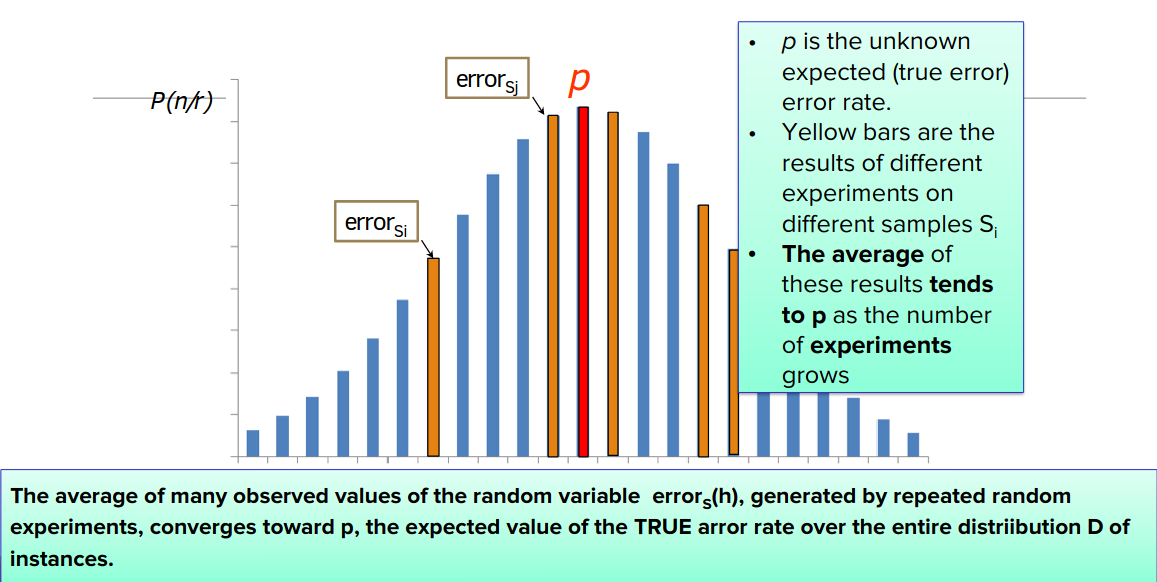 P(n/r)
error Sj
p
error Si
• p is the unknown
expected (true error)
error rate.
• Yellow bars are the
results of different
experiments on
different samples Si
• The average of
these results tends
to p as the number
of experiments
grows
The average of many observed values of the random variable errorS(h), generated by repeated random
experiments, converges toward p, the expected value of the TRUE arror rate over the entire distriibution D of
instances.